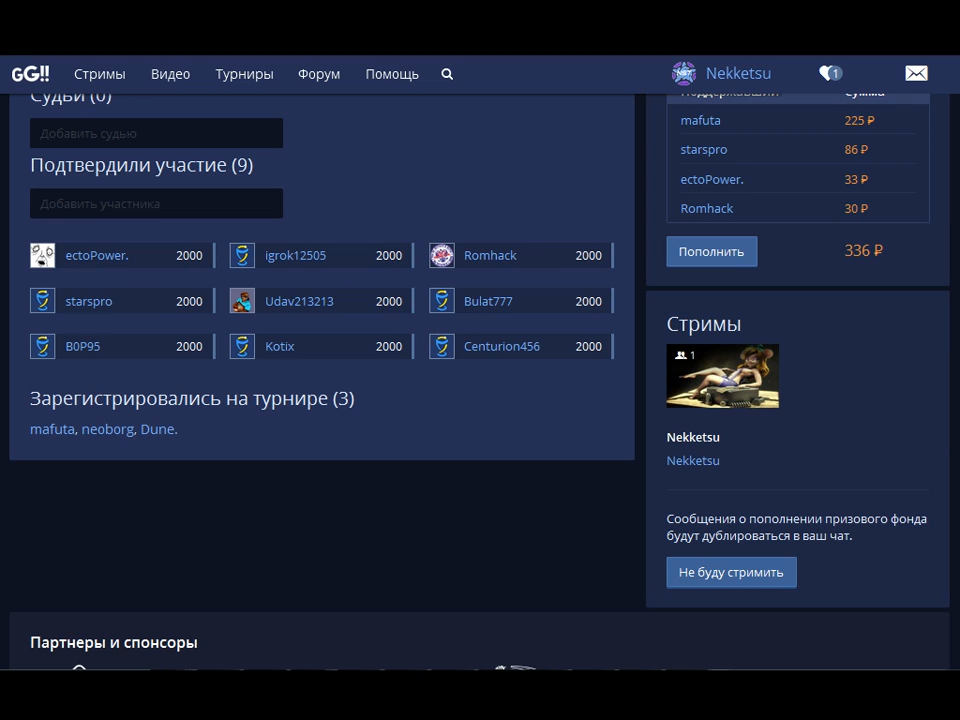 GG!! Стримы Видео Турниры Форум Помощь Nekketsu 1
Судьи (0)
Добавить судью
Подтвердили участие (9)
Добавить участника
ectoPower. 2000 igrok12505 2000 Romhack 2000
starspro 2000 Udav213213 2000 Bulat777 2000
B0P95 2000 Kotix 2000 Centurion456 2000
Зарегистрировались на турнире (3)
mafuta, neoborg, Dune.
Поддержавший Сумма
mafuta 225 ₽
starspro 86 ₽
ectoPower. 33 ₽
Romhack 30 ₽
Пополнить 336 ₽
Стримы
1
Nekketsu
Nekketsu
Сообщения о пополнении призового фонда
будут дублироваться в ваш чат.
Не буду стримить
Партнеры и спонсоры